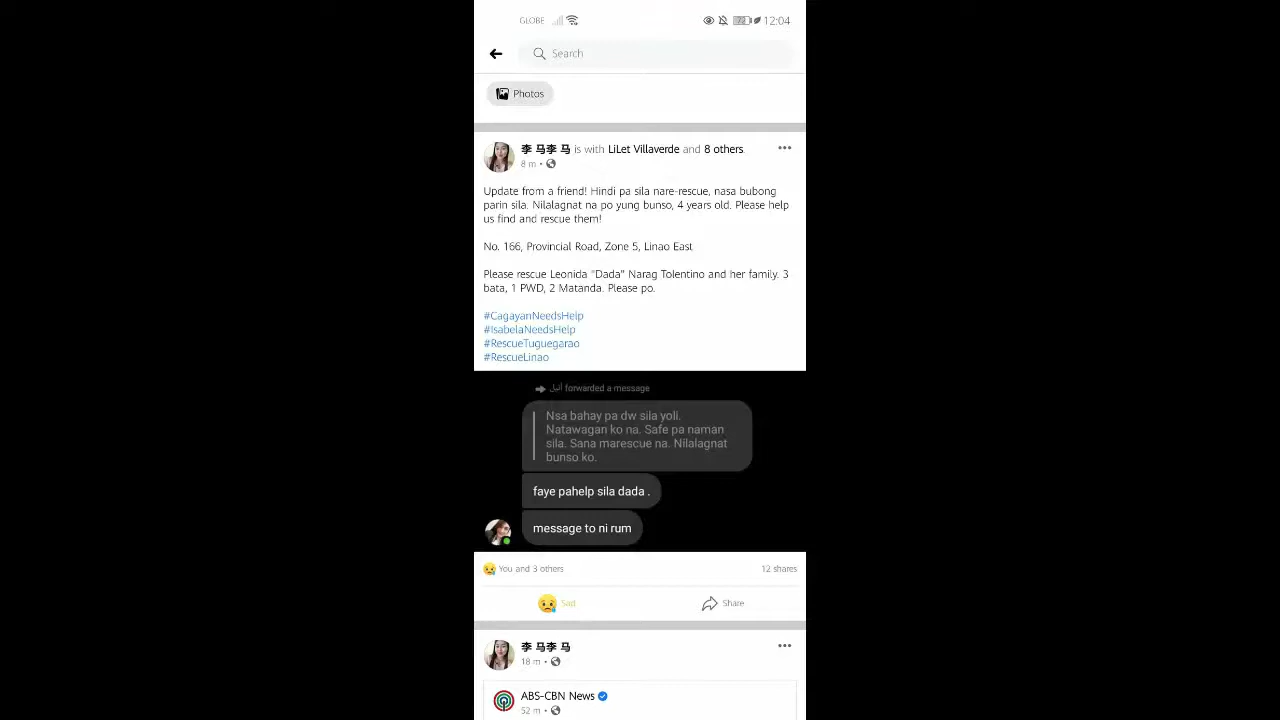 GLOBE
72
12:04
Search
Photos
李 马李 马 is with LiLet Villaverde and 8 others.
8 m •
Update from a friend! Hindi pa sila nare-rescue, nasa bubong
parin sila. Nilalagnat na po yung bunso, 4 years old. Please help
us find and rescue them!
No. 166, Provincial Road, Zone 5, Linao East
Please rescue Leonida "Dada" Narag Tolentino and her family. 3
bata, 1 PWD, 2 Matanda. Please po.
#CagayanNeedsHelp
#IsabelaNeedsHelp
#RescueTuguegarao
#RescueLinao
forwarded a message
Nsa bahay pa dw sila yoli.
Natawagan ko na. Safe pa naman
sila. Sana marescue na. Nilalagnat
bunso ko.
faye pahelp sila dada .
message to ni rum
You and 3 others
12 shares
Sad
Share
李 马李 马
18 m •
ABS-CBN News
52 m •